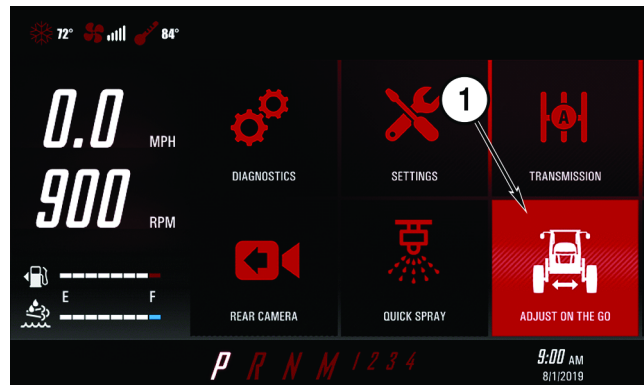 72° 84°
0.0 MPH
900 RPM
E F
DIAGNOSTICS
SETTINGS
1
A
TRANSMISSION
REAR CAMERA
QUICK SPRAY
ADJUST ON THE GO
P R N M 1 2 3 4
9:00 AM
8/1/2019